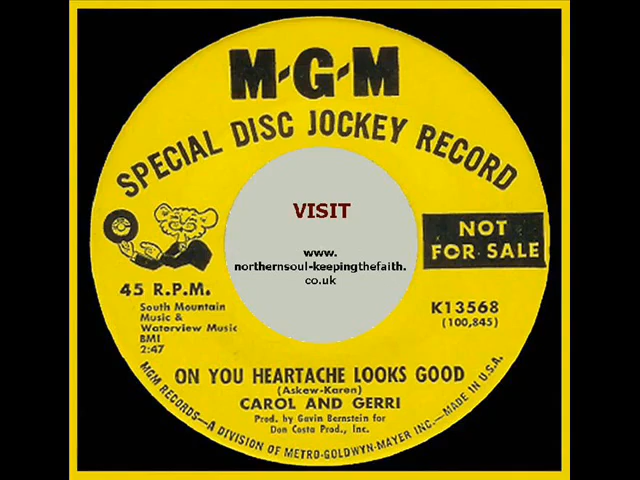 M-G-M
SPECIAL DISC JOCKEY RECORD
VISIT
www.
northernsoul-keepingthefaith.
co.uk
NOT
FOR SALE
45 R.P.M.
South Mountain
Music &
Waterview Music
BMI
2:47
K13568
(100,845)
ON YOU HEARTACHE LOOKS GOOD
(Askew-Karen)
CAROL AND GERRI
Prod. by Gavin Bernstein for
Don Costa Prod., Inc.
MGM RECORDS—A DIVISION OF METRO-GOLDWYN-MAYER INC.—MADE IN U.S.A.